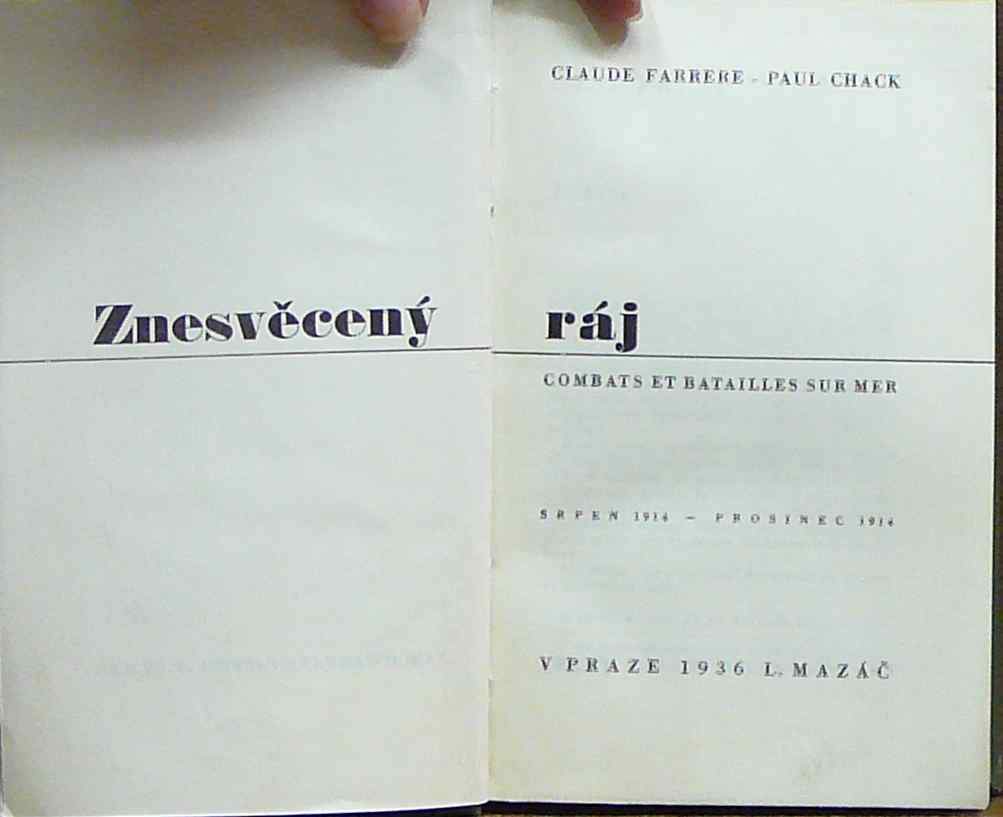 CLAUDE FARRÈRE - PAUL CHACK
Znesvěcený ráj
COMBATS ET BATAILLES SUR MER
SRPEN 1914 — PROSINEC 1914
V PRAZE 1936 L. MAZÁČ